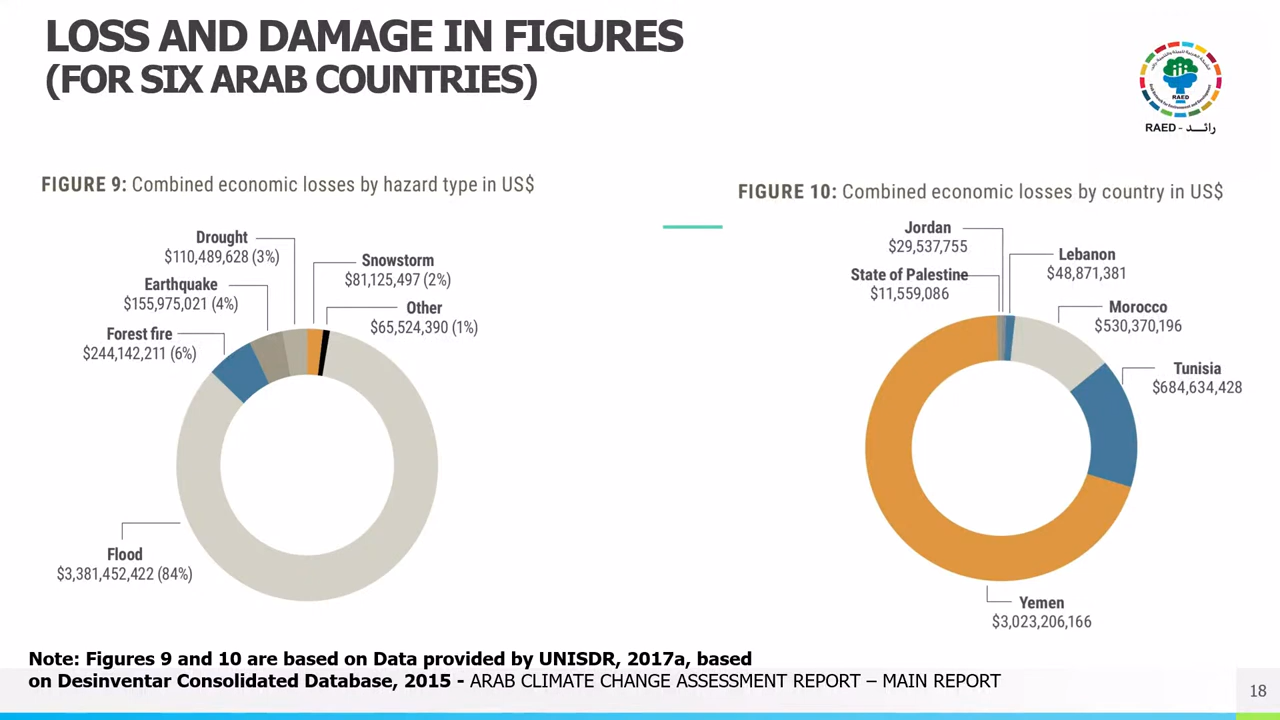 LOSS AND DAMAGE IN FIGURES
(FOR SIX ARAB COUNTRIES)
RAED
RAED - رائـــد
FIGURE 9: Combined economic losses by hazard type in US$
Drought
$110,489,628 (3%)
Snowstorm
$81,125,497 (2%)
Earthquake
$155,975,021 (4%)
Other
$65,524,390 (1%)
Forest fire
$244,142,211 (6%)
Flood
$3,381,452,422 (84%)
FIGURE 10: Combined economic losses by country in US$
Jordan
$29,537,755
Lebanon
$48,871,381
State of Palestine
$11,559,086
Morocco
$530,370,196
Tunisia
$684,634,428
Yemen
$3,023,206,166
Note: Figures 9 and 10 are based on Data provided by UNISDR, 2017a, based
on Desinventar Consolidated Database, 2015 - ARAB CLIMATE CHANGE ASSESSMENT REPORT – MAIN REPORT
18